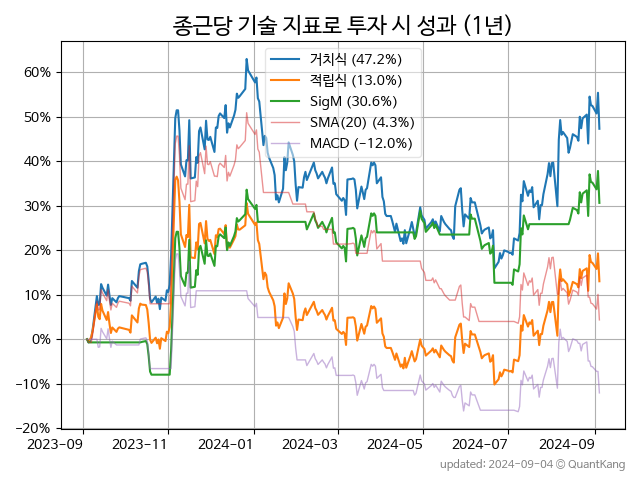 종근당 기술 지표로 투자 시 성과 (1년)
거치식 (47.2%)
적립식 (13.0%)
SigM (30.6%)
SMA(20) (4.3%)
MACD (−12.0%)
60%
50%
40%
30%
20%
10%
0%
−10%
−20%
2023-09 2023-11 2024-01 2024-03 2024-05 2024-07 2024-09
updated: 2024-09-04 ⓒ QuantKang